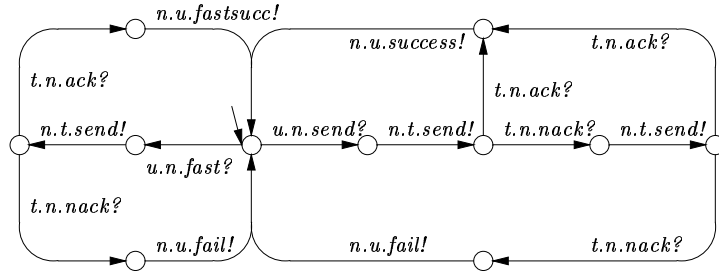 n.u.fastsucc!
n.u.success!
t.n.ack?
t.n.ack?
t.n.ack?
n.t.send!
u.n.send?
n.t.send!
t.n.nack?
n.t.send!
u.n.fast?
t.n.nack?
n.u.fail!
n.u.fail!
t.n.nack?